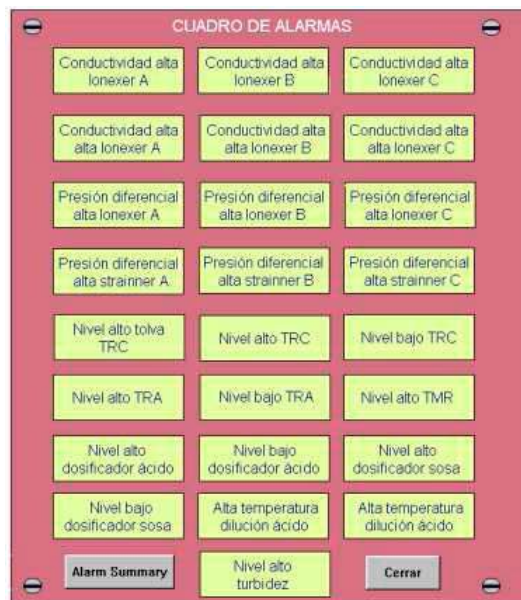 CUADRO DE ALARMAS
Conductividad alta
Ionexer A
Conductividad alta
Ionexer B
Conductividad alta
Ionexer C
Conductividad alta
alta Ionexer A
Conductividad alta
alta Ionexer B
Conductividad alta
alta Ionexer C
Presión diferencial
alta Ionexer A
Presión diferencial
alta Ionexer B
Presión diferencial
alta Ionexer C
Presión diferencial
alta strainner A
Presión diferencial
alta strainner B
Presión diferencial
alta strainner C
Nivel alto tolva
TRC
Nivel alto TRC
Nivel bajo TRC
Nivel alto TRA
Nivel bajo TRA
Nivel alto TMR
Nivel alto
dosificador ácido
Nivel bajo
dosificador ácido
Nivel alto
dosificador sosa
Nivel bajo
dosificador sosa
Alta temperatura
dilución ácido
Alta temperatura
dilución ácido
Alarm Summary
Nivel alto
turbidez
Cerrar